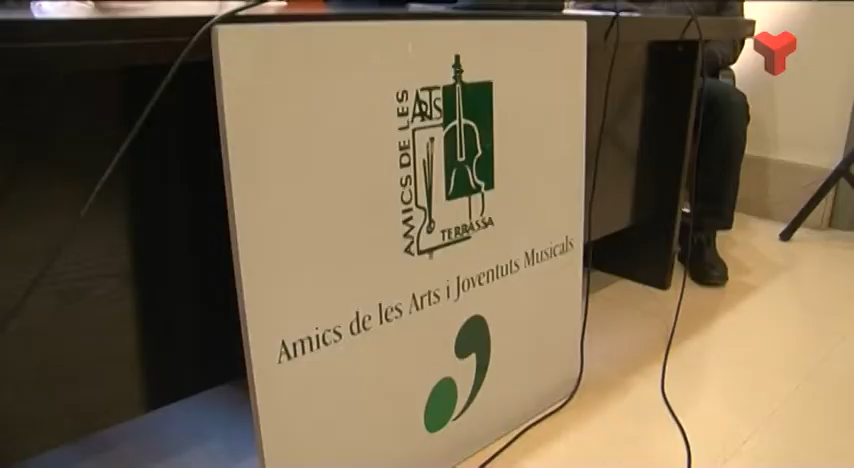 AMICS DE LES
ARTS
TERRASSA
Amics de les Arts i Joventuts Musicals